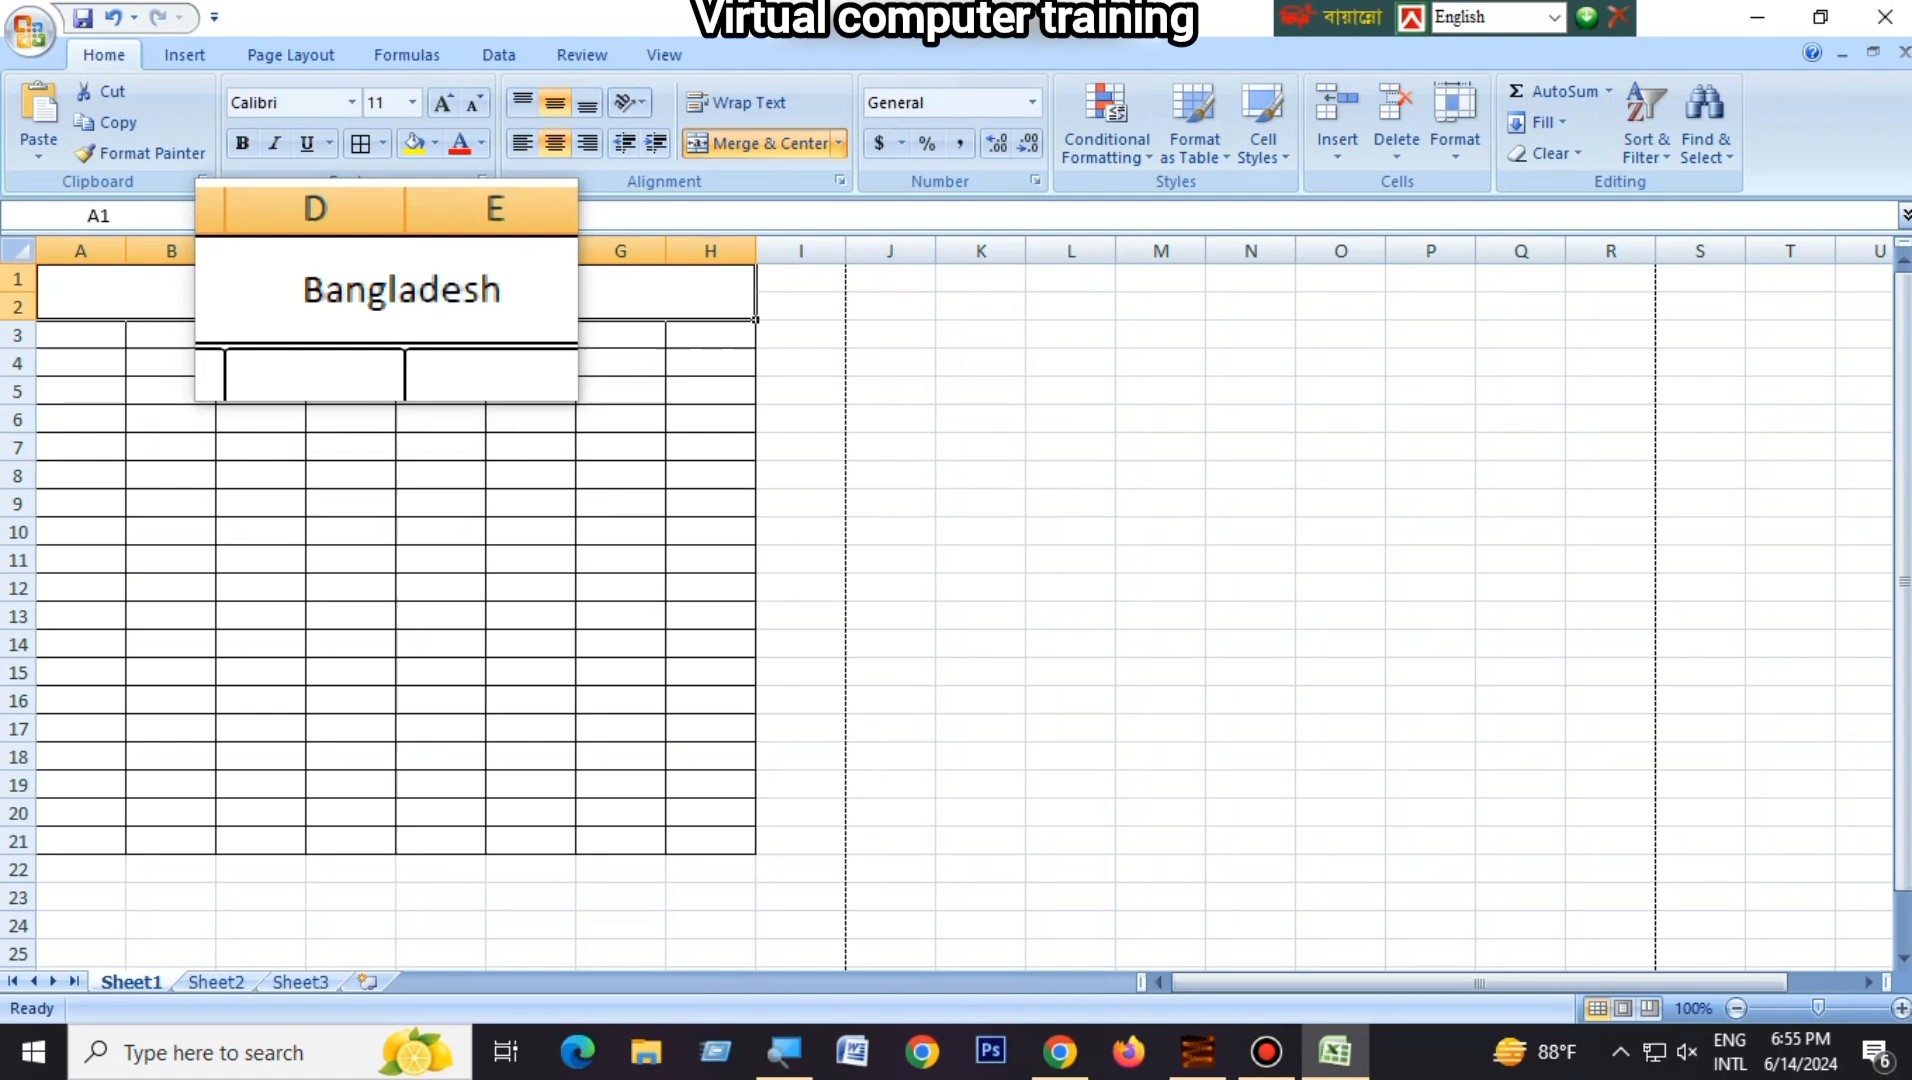 Virtual computer training
বায়ান্নো
English
Home Insert Page Layout Formulas Data Review View
Paste
Cut
Copy
Format Painter
Clipboard
Calibri 11
B I U
Wrap Text
Merge & Center
Alignment
General
$ % ,
Number
Conditional Formatting
Format as Table
Cell Styles
Styles
Insert Delete Format
Cells
Σ AutoSum
Fill
Clear
Sort & Filter
Find & Select
Editing
A1
D E
Bangladesh
A B G H I J K L M N O P Q R S T U
1
2
3
4
5
6
7
8
9
10
11
12
13
14
15
16
17
18
19
20
21
22
23
24
25
Sheet1 Sheet2 Sheet3
Ready
100%
Type here to search
Ps
88°F
ENG
INTL
6:55 PM
6/14/2024
6